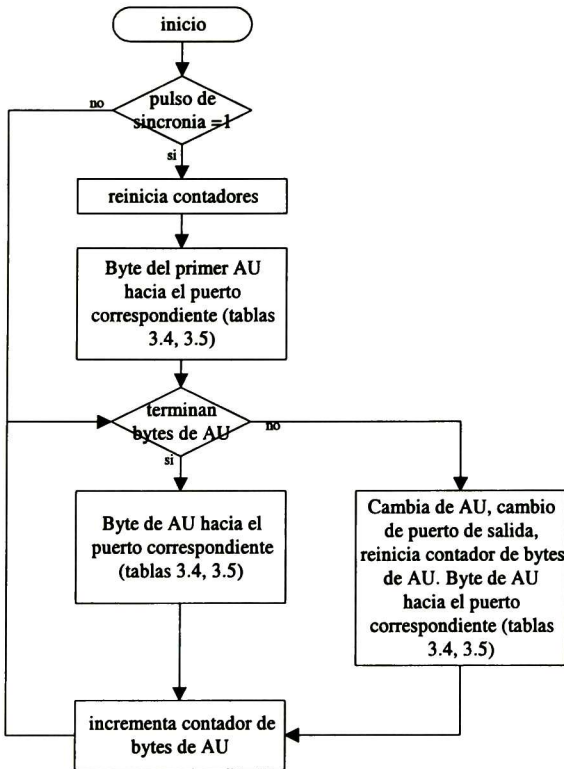 inicio
pulso de
sincronia =1
no
si
reinicia contadores
Byte del primer AU
hacia el puerto
correspondiente (tablas
3.4, 3.5)
terminan
bytes de AU
no
si
Byte de AU hacia el
puerto correspondiente
(tablas 3.4, 3.5)
Cambia de AU, cambio
de puerto de salida,
reinicia contador de bytes
de AU. Byte de AU
hacia el puerto
correspondiente (tablas
3.4, 3.5)
incrementa contador de
bytes de AU